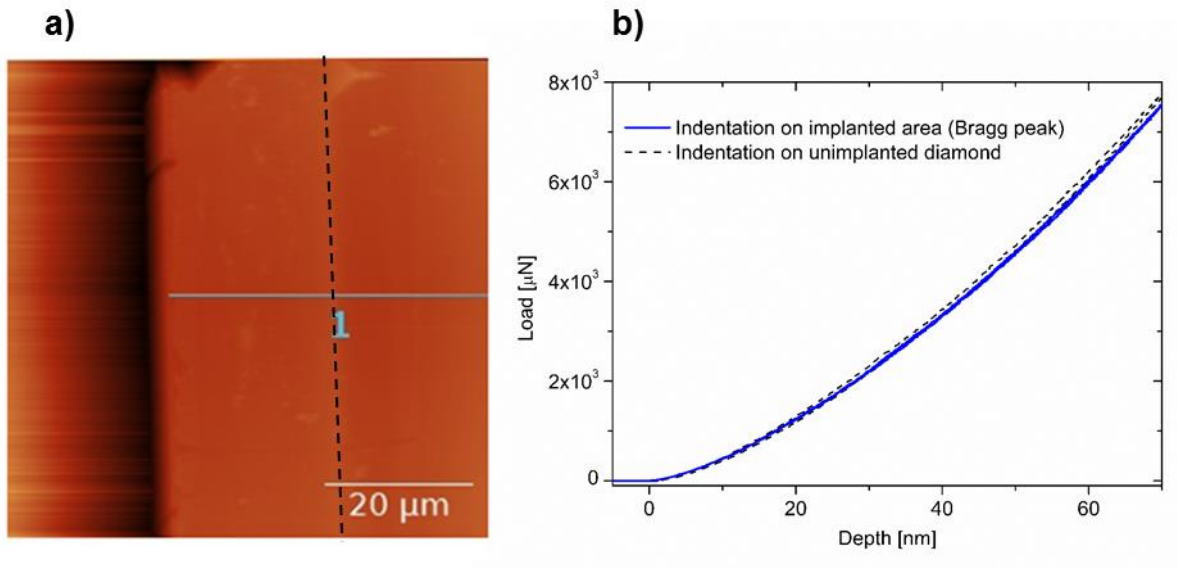 a)
1
20 µm
b)
8x10³
6x10³
4x10³
2x10³
0
Load [µN]
Indentation on implanted area (Bragg peak)
Indentation on unimplanted diamond
0
20
40
60
Depth [nm]